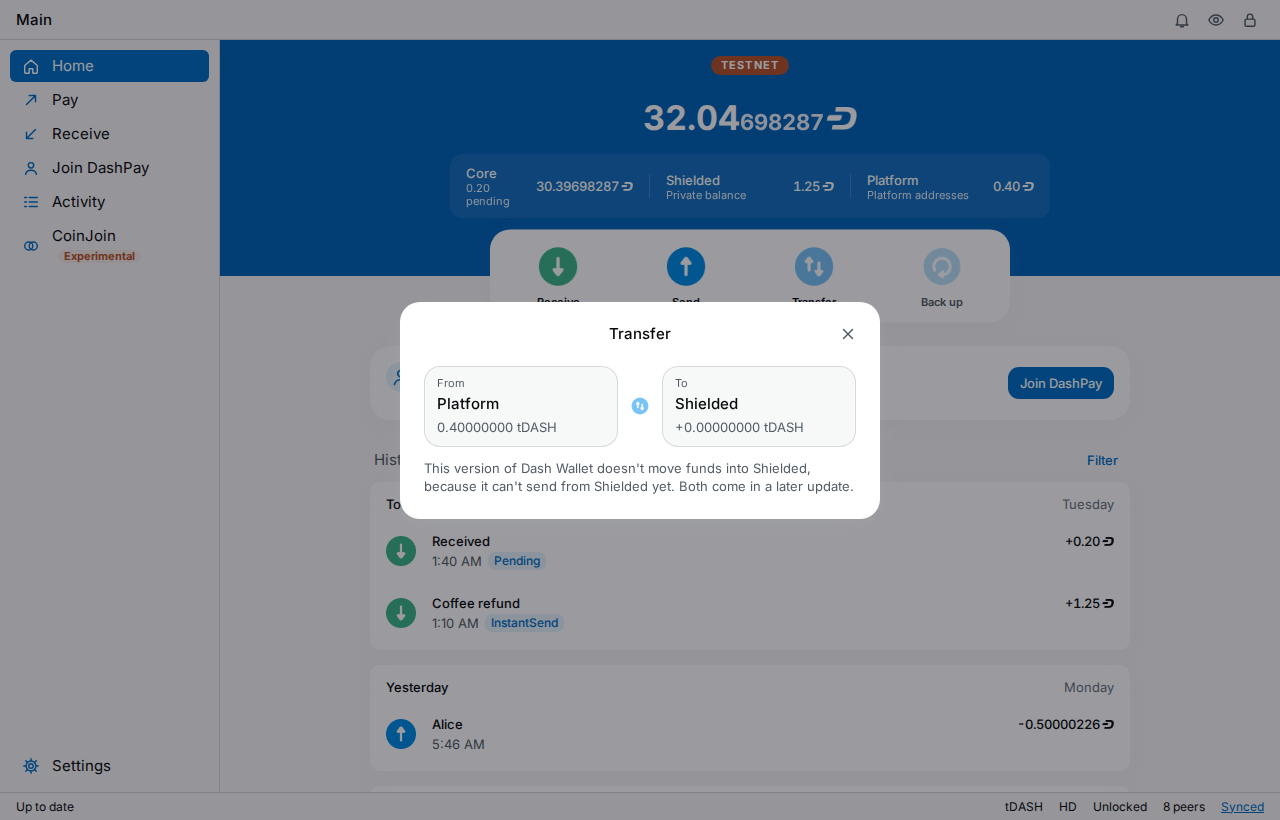 Main
Home
Pay
Receive
Join DashPay
Activity
CoinJoin
Experimental
Settings
TESTNET
32.04698287
Core
0.20 pending
30.39698287
Shielded
Private balance
1.25
Platform
Platform addresses
0.40
Receive
Send
Transfer
Back up
Transfer
From
Platform
0.40000000 tDASH
To
Shielded
+0.00000000 tDASH
This version of Dash Wallet doesn't move funds into Shielded,
because it can't send from Shielded yet. Both come in a later update.
Join DashPay
Filter
Tuesday
Received
1:40 AM Pending
+0.20
Coffee refund
1:10 AM InstantSend
+1.25
Yesterday
Monday
Alice
5:46 AM
-0.50000226
Up to date
tDASH HD Unlocked 8 peers Synced